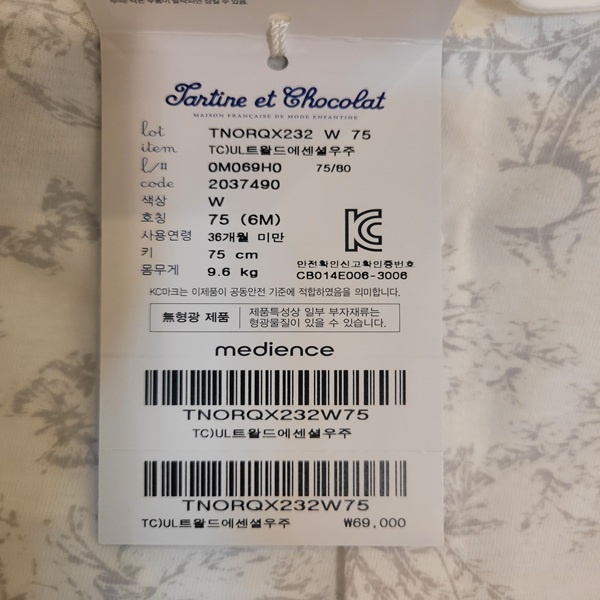 Tartine et Chocolat
MAISON FRANÇAISE DE MODE ENFANTINE
lot TNORQX232 W 75
item TC)UL트왈드에센셜우주
l/# 0M069H0 75/80
code 2037490
색상 W
호칭 75 (6M)
사용연령 36개월 미만
키 75 cm
몸무게 9.6 kg
KC
안전확인신고확인증번호
CB014E006-3006
KC마크는 이제품이 공동안전 기준에 적합하였음을 의미합니다.
無형광 제품
제품특성상 일부 부자재류는
형광물질이 있을 수 있습니다.
medience
TNORQX232W75
TC)UL트왈드에센셜우주
TNORQX232W75
TC)UL트왈드에센셜우주 ₩69,000